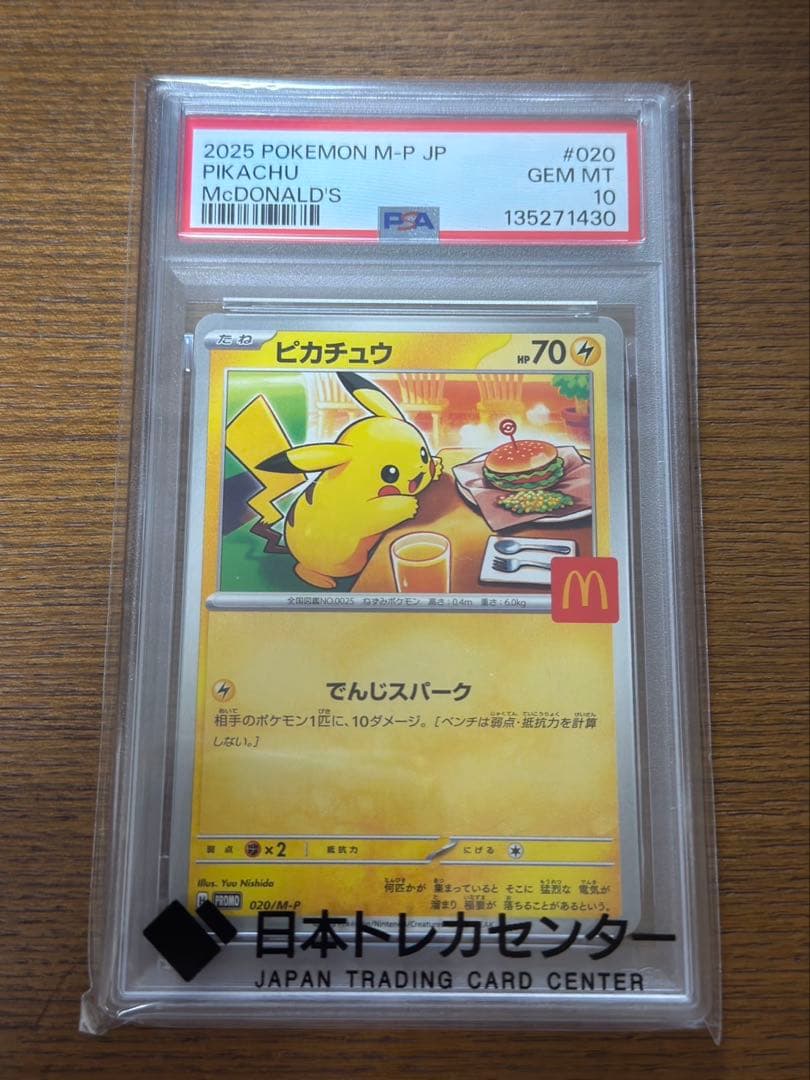 2025 POKEMON M-P JP #020
PIKACHU GEM MT
McDONALD'S 10
PSA 135271430
たね ピカチュウ HP 70
全国図鑑NO.0025 ねずみポケモン 高さ:0.4m 重さ:6.0kg
でんじスパーク
相手のポケモン1匹に、10ダメージ。[ベンチは弱点・抵抗力を計算
しない。]
弱点 ×2 抵抗力 にげる
Illus. Yuu Nishida
何匹かが 集まっていると そこに 猛烈な 電気が
PROMO 020/M-P
溜まり 稲妻が 落ちることがあるという。
日本トレカセンター
JAPAN TRADING CARD CENTER